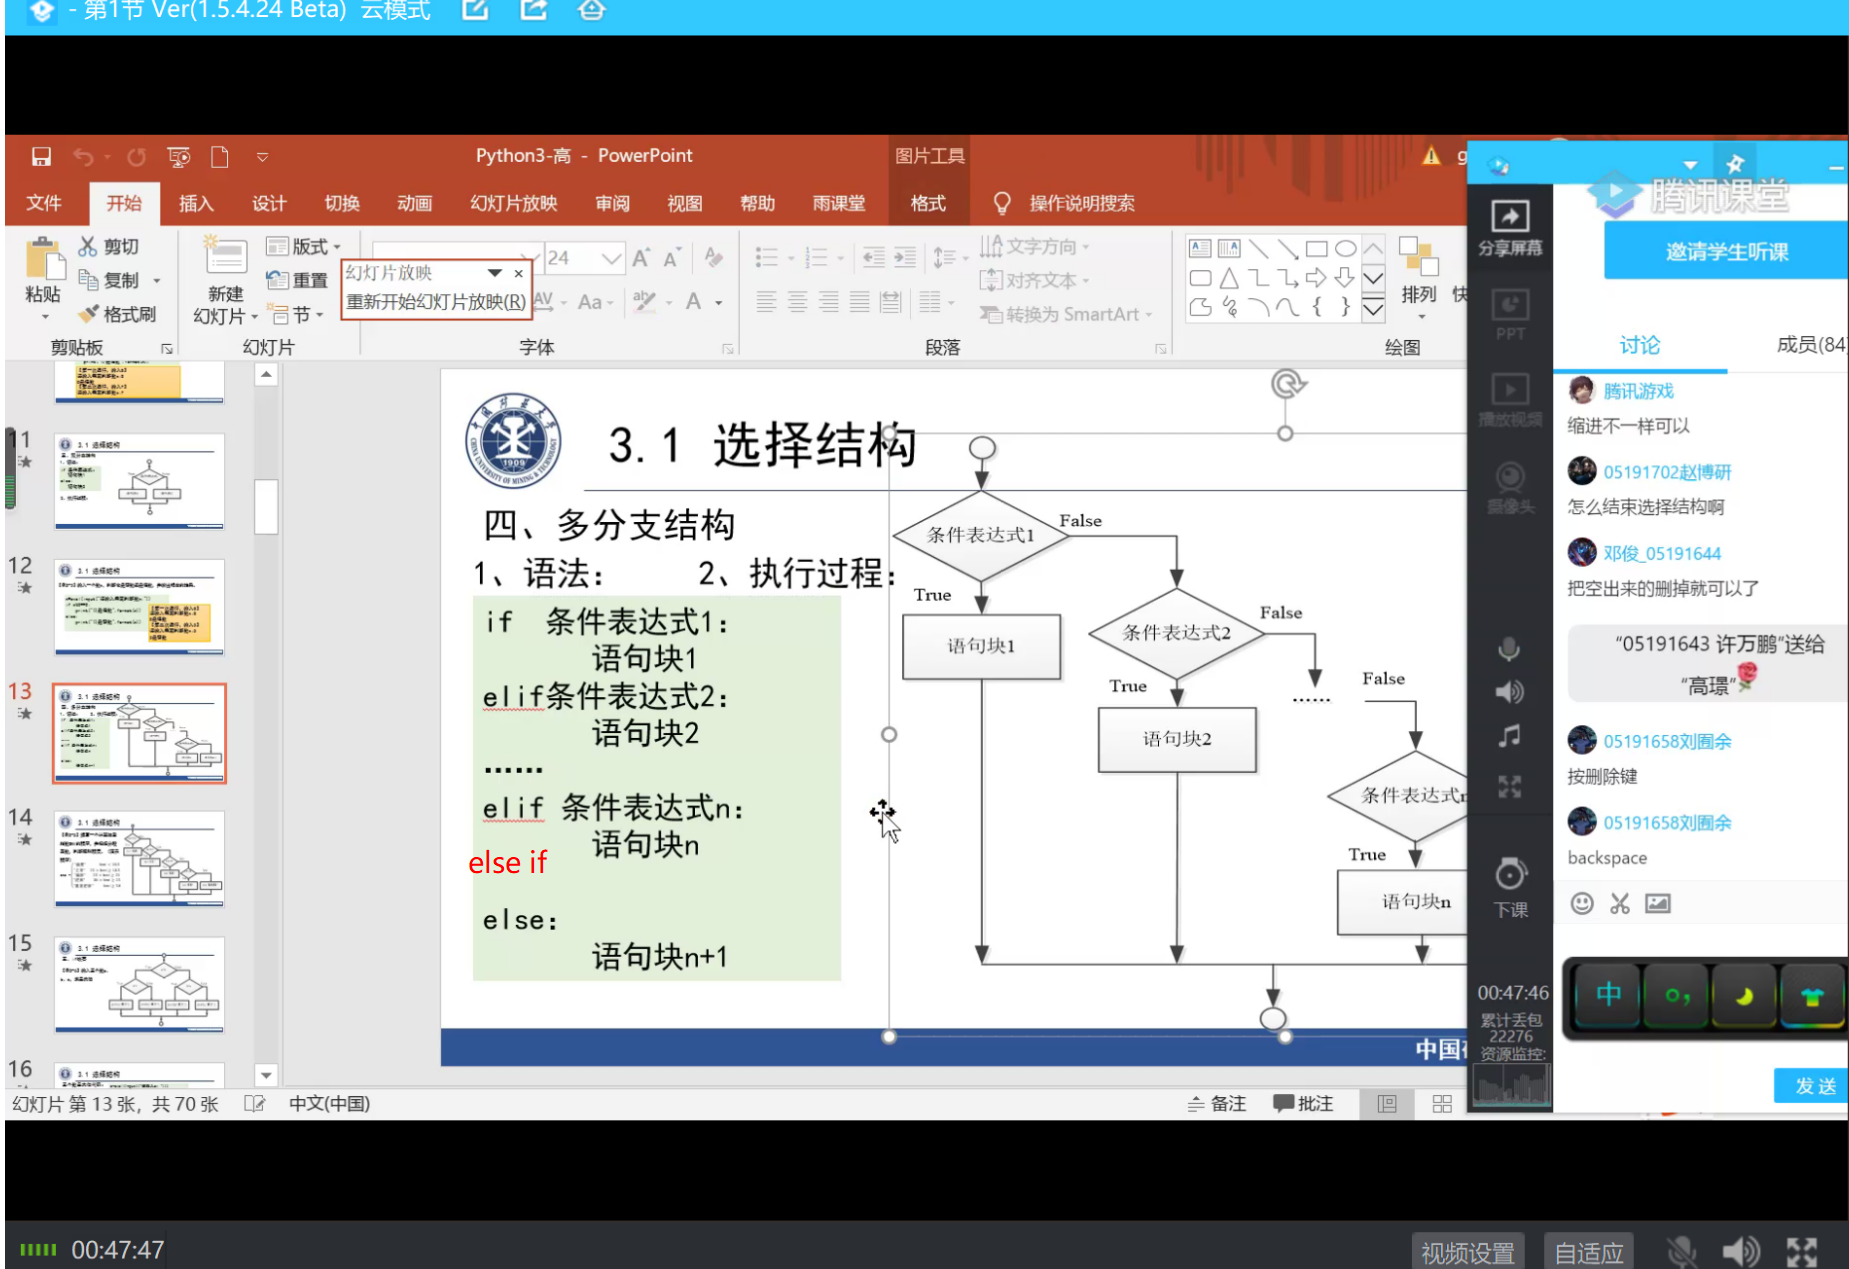 - 第1节 Ver(1.5.4.24 Beta) 云模式
Python3-高 - PowerPoint
图片工具
文件 开始 插入 设计 切换 动画 幻灯片放映 审阅 视图 帮助 雨课堂 格式 操作说明搜索
粘贴
剪切
复制
格式刷
剪贴板
新建
幻灯片
版式
重置
节
幻灯片
幻灯片放映
重新开始幻灯片放映(R)
24
字体
文字方向
对齐文本
转换为 SmartArt
段落
排列
快
绘图
11
12
13
14
15
16
3.1 选择结构
四、多分支结构
1、语法： 2、执行过程：
if 条件表达式1：
语句块1
elif条件表达式2：
语句块2
……
elif 条件表达式n：
语句块n
else if
else：
语句块n+1
条件表达式1
False
True
语句块1
条件表达式2
False
True
语句块2
……
False
条件表达式n
True
语句块n
中国
幻灯片 第 13 张，共 70 张
中文(中国)
备注
批注
分享屏幕
PPT
播放视频
摄像头
下课
00:47:46
累计丢包
22276
资源监控:
腾讯课堂
邀请学生听课
讨论
成员(84
腾讯游戏
缩进不一样可以
05191702赵博研
怎么结束选择结构啊
邓俊_05191644
把空出来的删掉就可以了
“05191643 许万鹏”送给
“高璟”
05191658刘囿余
按删除键
05191658刘囿余
backspace
中
发送
00:47:47
视频设置
自适应